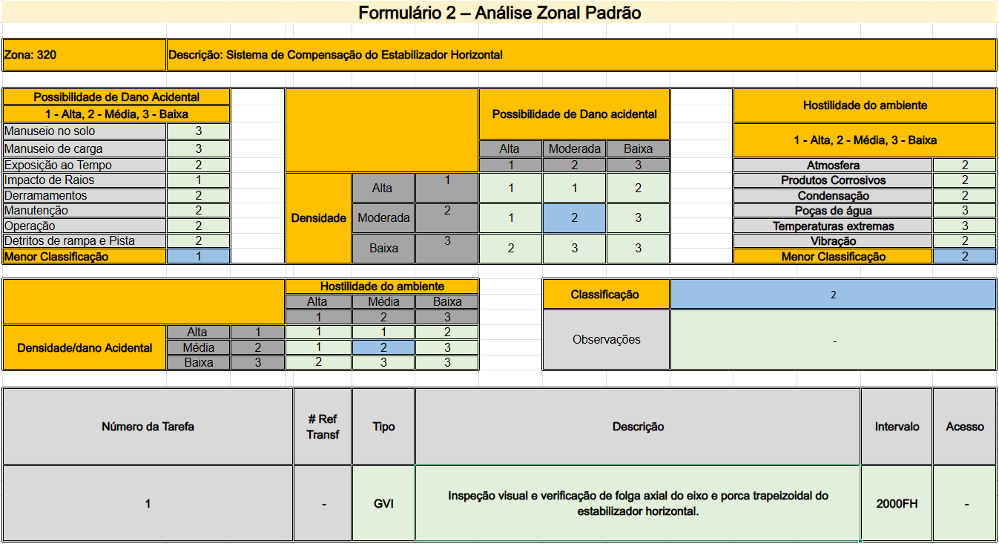 Formulário 2 – Análise Zonal Padrão
Zona: 320 Descrição: Sistema de Compensação do Estabilizador Horizontal
Possibilidade de Dano Acidental
1 - Alta, 2 - Média, 3 - Baixa
Manuseio no solo 3
Manuseio de carga 3
Exposição ao Tempo 2
Impacto de Raios 1
Derramamentos 2
Manutenção 2
Operação 2
Detritos de rampa e Pista 2
Menor Classificação 1
Possibilidade de Dano acidental
Alta Moderada Baixa
1 2 3
Densidade
Alta 1 1 1 2
Moderada 2 1 2 3
Baixa 3 2 3 3
Hostilidade do ambiente
1 - Alta, 2 - Média, 3 - Baixa
Atmosfera 2
Produtos Corrosivos 2
Condensação 2
Poças de água 3
Temperaturas extremas 3
Vibração 2
Menor Classificação 2
Hostilidade do ambiente
Alta Média Baixa
1 2 3
Densidade/dano Acidental
Alta 1 1 1 2
Média 2 1 2 3
Baixa 3 2 3 3
Classificação 2
Observações -
Número da Tarefa
# Ref
Transf
Tipo
Descrição
Intervalo
Acesso
1
-
GVI
Inspeção visual e verificação de folga axial do eixo e porca trapeizoidal do
estabilizador horizontal.
2000FH
-